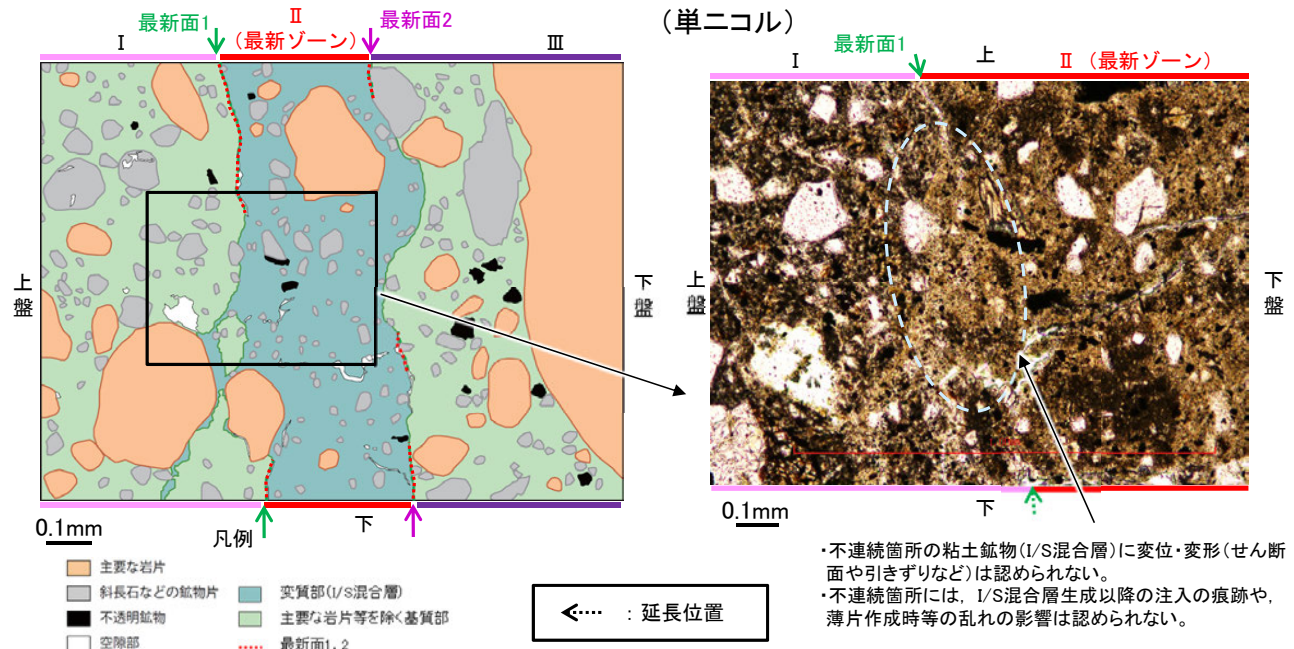 (単ニコル)
最新面1
Ⅱ
(最新ゾーン)
最新面2
Ⅰ
Ⅲ
上盤
下盤
0.1mm
下
凡例
主要な岩片
斜長石などの鉱物片
不透明鉱物
空隙部
変質部(I/S混合層)
主要な岩片等を除く基質部
最新面1, 2
:延長位置
最新面1
Ⅰ
上
Ⅱ (最新ゾーン)
上盤
下盤
0.1mm
下
・不連続箇所の粘土鉱物(I/S混合層)に変位・変形(せん断
面や引きずりなど)は認められない。
・不連続箇所には, I/S混合層生成以降の注入の痕跡や,
薄片作成時等の乱れの影響は認められない。